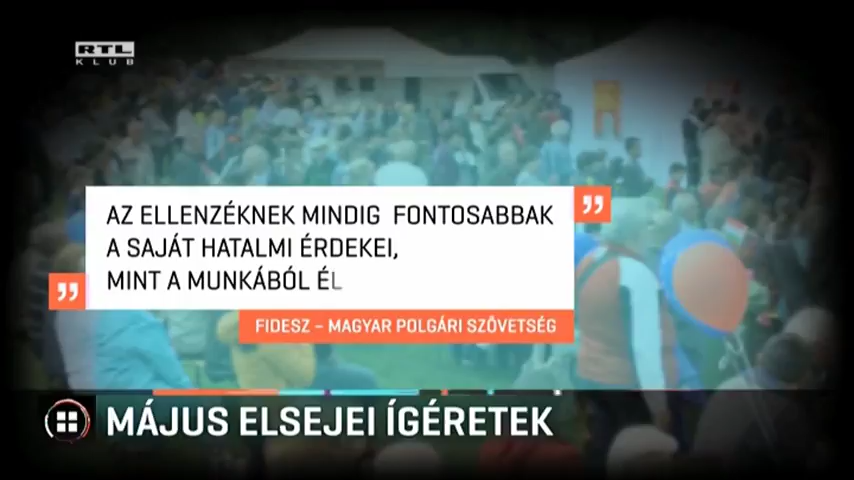 RTL
KLUB
AZ ELLENZÉKNEK MINDIG FONTOSABBAK
A SAJÁT HATALMI ÉRDEKEI,
MINT A MUNKÁBÓL ÉL
FIDESZ – MAGYAR POLGÁRI SZÖVETSÉG
MÁJUS ELSEJEI ÍGÉRETEK